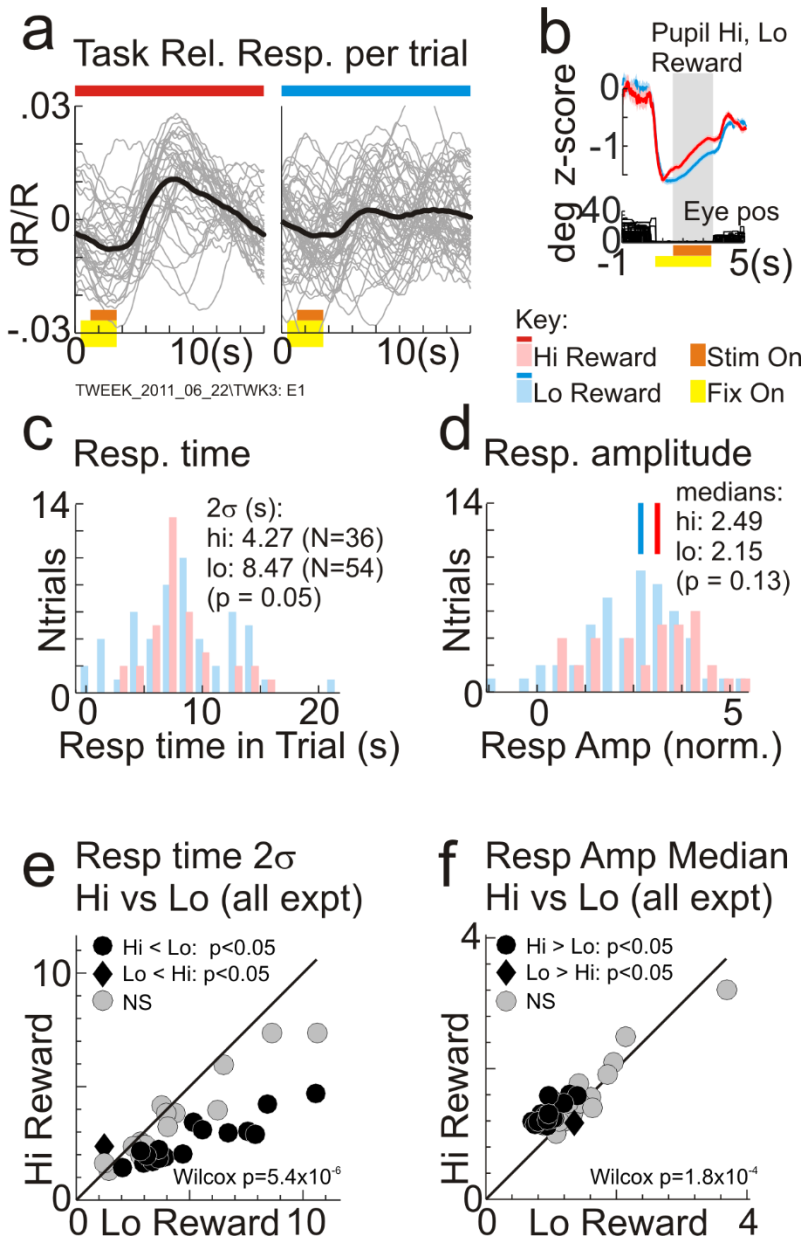 a
Task Rel. Resp. per trial
.03
0
-.03
dR/R
0
10(s)
0
10(s)
TWEEK_2011_06_22\TWK3: E1
b
Pupil Hi, Lo
Reward
0
-1
z-score
40
0
deg
Eye pos
-1
5(s)
Key:
Hi Reward
Stim On
Lo Reward
Fix On
c
Resp. time
14
0
Ntrials
2σ (s):
hi: 4.27 (N=36)
lo: 8.47 (N=54)
(p = 0.05)
0
10
20
Resp time in Trial (s)
d
Resp. amplitude
14
0
Ntrials
medians:
hi: 2.49
lo: 2.15
(p = 0.13)
0
5
Resp Amp (norm.)
e
Resp time 2σ
Hi vs Lo (all expt)
Hi < Lo: p<0.05
Lo < Hi: p<0.05
NS
10
0
Hi Reward
Wilcox p=5.4x10-6
0
Lo Reward
10
f
Resp Amp Median
Hi vs Lo (all expt)
Hi > Lo: p<0.05
Lo > Hi: p<0.05
NS
4
0
Hi Reward
Wilcox p=1.8x10-4
0
Lo Reward
4